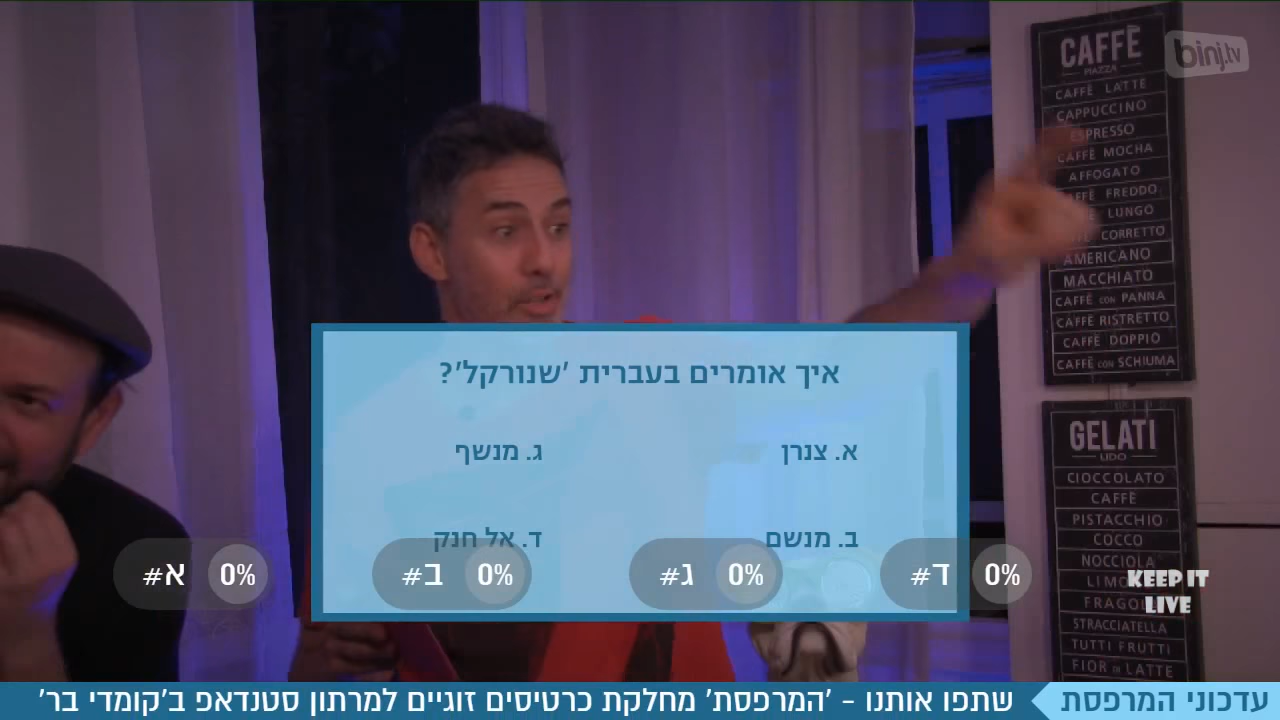 binj.tv
CAFFÈ
PIAZZA
CAFFÈ LATTE
CAPPUCCINO
ESPRESSO
CAFFÈ MOCHA
AFFOGATO
CAFFÈ FREDDO
LUNGO
CORRETTO
AMERICANO
MACCHIATO
CAFFÈ CON PANNA
CAFFÈ RISTRETTO
CAFFÈ DOPPIO
CAFFÈ CON SCHIUMA
GELATI
LIDO
CIOCCOLATO
CAFFÈ
PISTACCHIO
COCCO
NOCCIOLA
STRACCIATELLA
TUTTI FRUTTI
FIOR DI LATTE
איך אומרים בעברית 'שנורקל'?
א. צנרן
ג. מנשף
ב. מנשם
ד. אל חנק
#א 0%
#ב 0%
#ג 0%
#ד 0%
KEEP IT
LIVE
עדכוני המרפסת שתפו אותנו - 'המרפסת' מחלקת כרטיסים זוגיים למרתון סטנדאפ ב'קומדי בר'